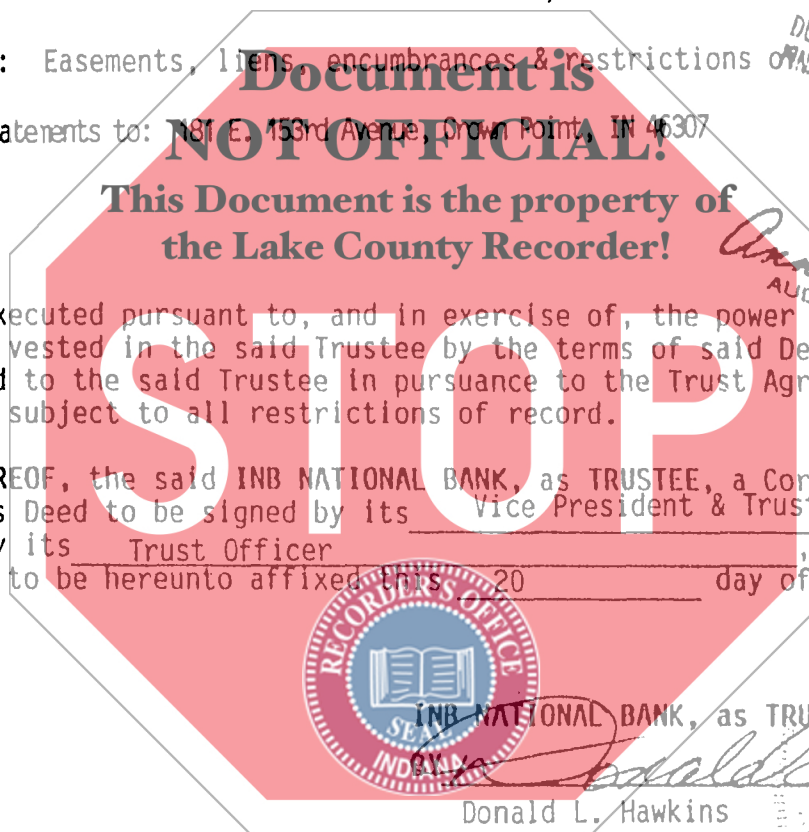 : Easements, liens, encumbrances & restrictions o
Document is
atements to: 181 E. 153rd Avenue, Crown Point, IN 46307
NOT OFFICIAL!
This Document is the property of
the Lake County Recorder!
AUD
xecuted pursuant to, and in exercise of, the power
vested in the said Trustee by the terms of said De
d to the said Trustee in pursuance to the Trust Agr
subject to all restrictions of record.
STOP
REOF, the said INB NATIONAL BANK, as TRUSTEE, a Cor
s Deed to be signed by its Vice President & Trus
y its Trust Officer ,
to be hereunto affixed this 20 day of
RECORDER'S OFFICE
SEAL
INDIANA
INB NATIONAL BANK, as TRU
BY Donald
Donald L. Hawkins